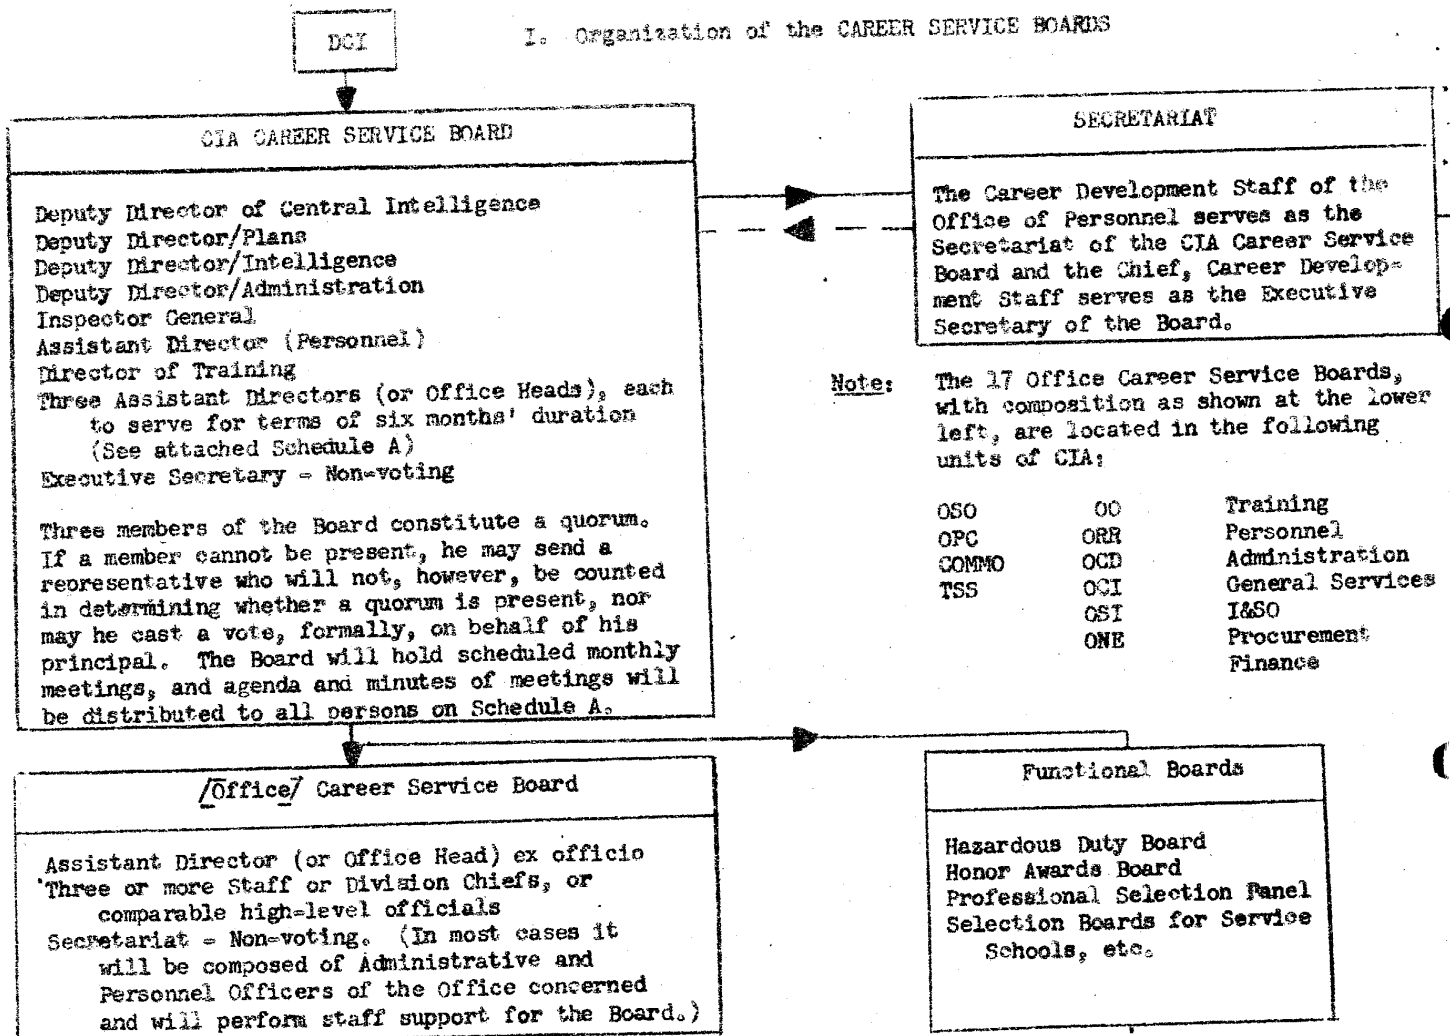 DCI
I. Organization of the CAREER SERVICE BOARDS
CIA CAREER SERVICE BOARD
Deputy Director of Central Intelligence
Deputy Director/Plans
Deputy Director/Intelligence
Deputy Director/Administration
Inspector General
Assistant Director (Personnel)
Director of Training
Three Assistant Directors (or Office Heads), each
to serve for terms of six months' duration
(See attached Schedule A)
Executive Secretary - Non-voting
Three members of the Board constitute a quorum.
If a member cannot be present, he may send a
representative who will not, however, be counted
in determining whether a quorum is present, nor
may he cast a vote, formally, on behalf of his
principal. The Board will hold scheduled monthly
meetings, and agenda and minutes of meetings will
be distributed to all persons on Schedule A.
SECRETARIAT
The Career Development Staff of the
Office of Personnel serves as the
Secretariat of the CIA Career Service
Board and the Chief, Career Develop-
ment Staff serves as the Executive
Secretary of the Board.
Note: The 17 Office Career Service Boards,
with composition as shown at the lower
left, are located in the following
units of CIA:
OSO OO Training
OPC ORR Personnel
COMMO OCD Administration
TSS OCI General Services
OSI I&SO
ONE Procurement
Finance
/Office/ Career Service Board
Assistant Director (or Office Head) ex officio
Three or more Staff or Division Chiefs, or
comparable high-level officials
Secretariat - Non-voting. (In most cases it
will be composed of Administrative and
Personnel Officers of the Office concerned
and will perform staff support for the Board.)
Functional Boards
Hazardous Duty Board
Honor Awards Board
Professional Selection Panel
Selection Boards for Service
Schools, etc.